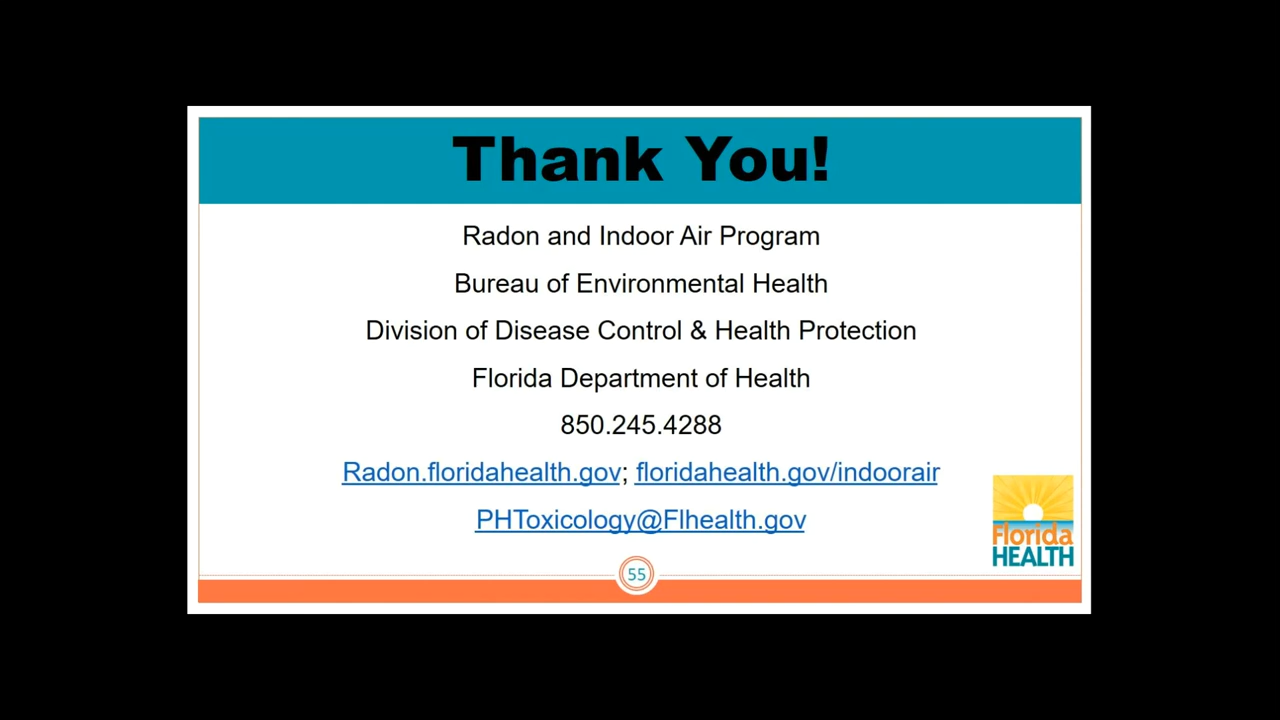 Thank You!
Radon and Indoor Air Program
Bureau of Environmental Health
Division of Disease Control & Health Protection
Florida Department of Health
850.245.4288
Radon.floridahealth.gov; floridahealth.gov/indoorair
PHToxicology@Flhealth.gov
Florida
HEALTH
55